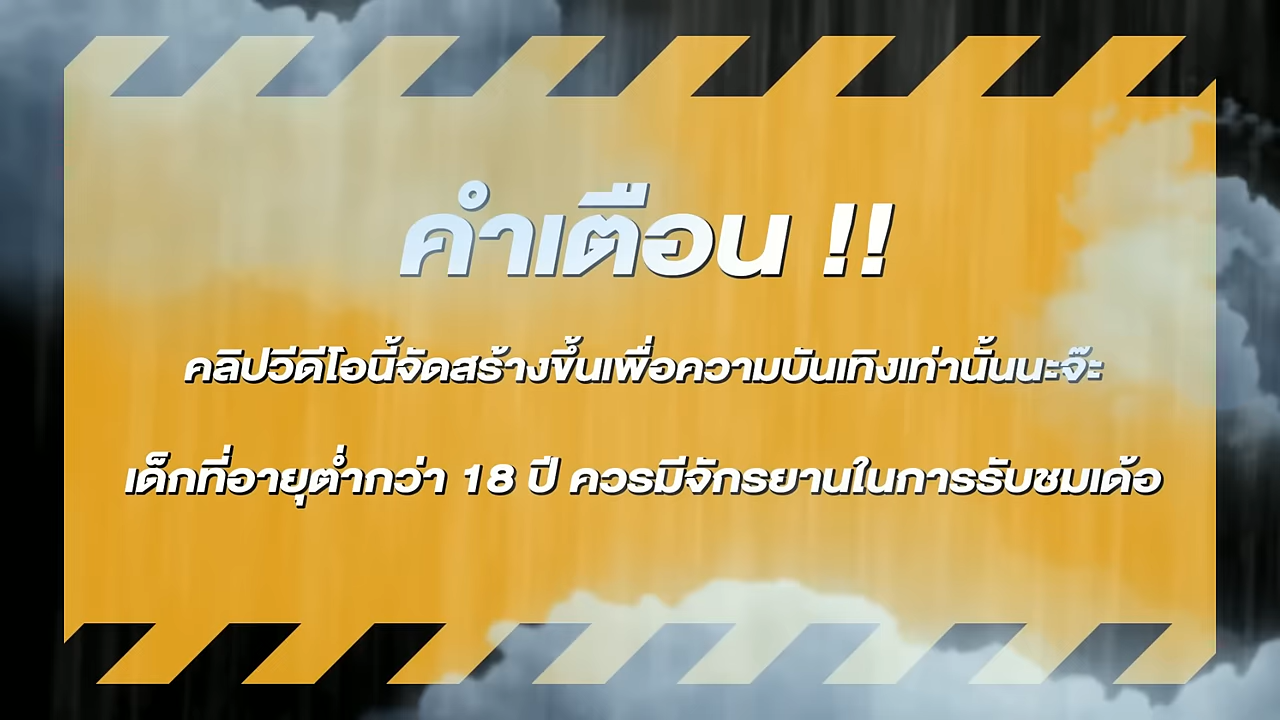 คำเตือน !!
คลิปวีดีโอนี้จัดสร้างขึ้นเพื่อความบันเทิงเท่านั้นนะจ๊ะ
เด็กที่อายุต่ำกว่า 18 ปี ควรมีจักรยานในการรับชมเด้อ